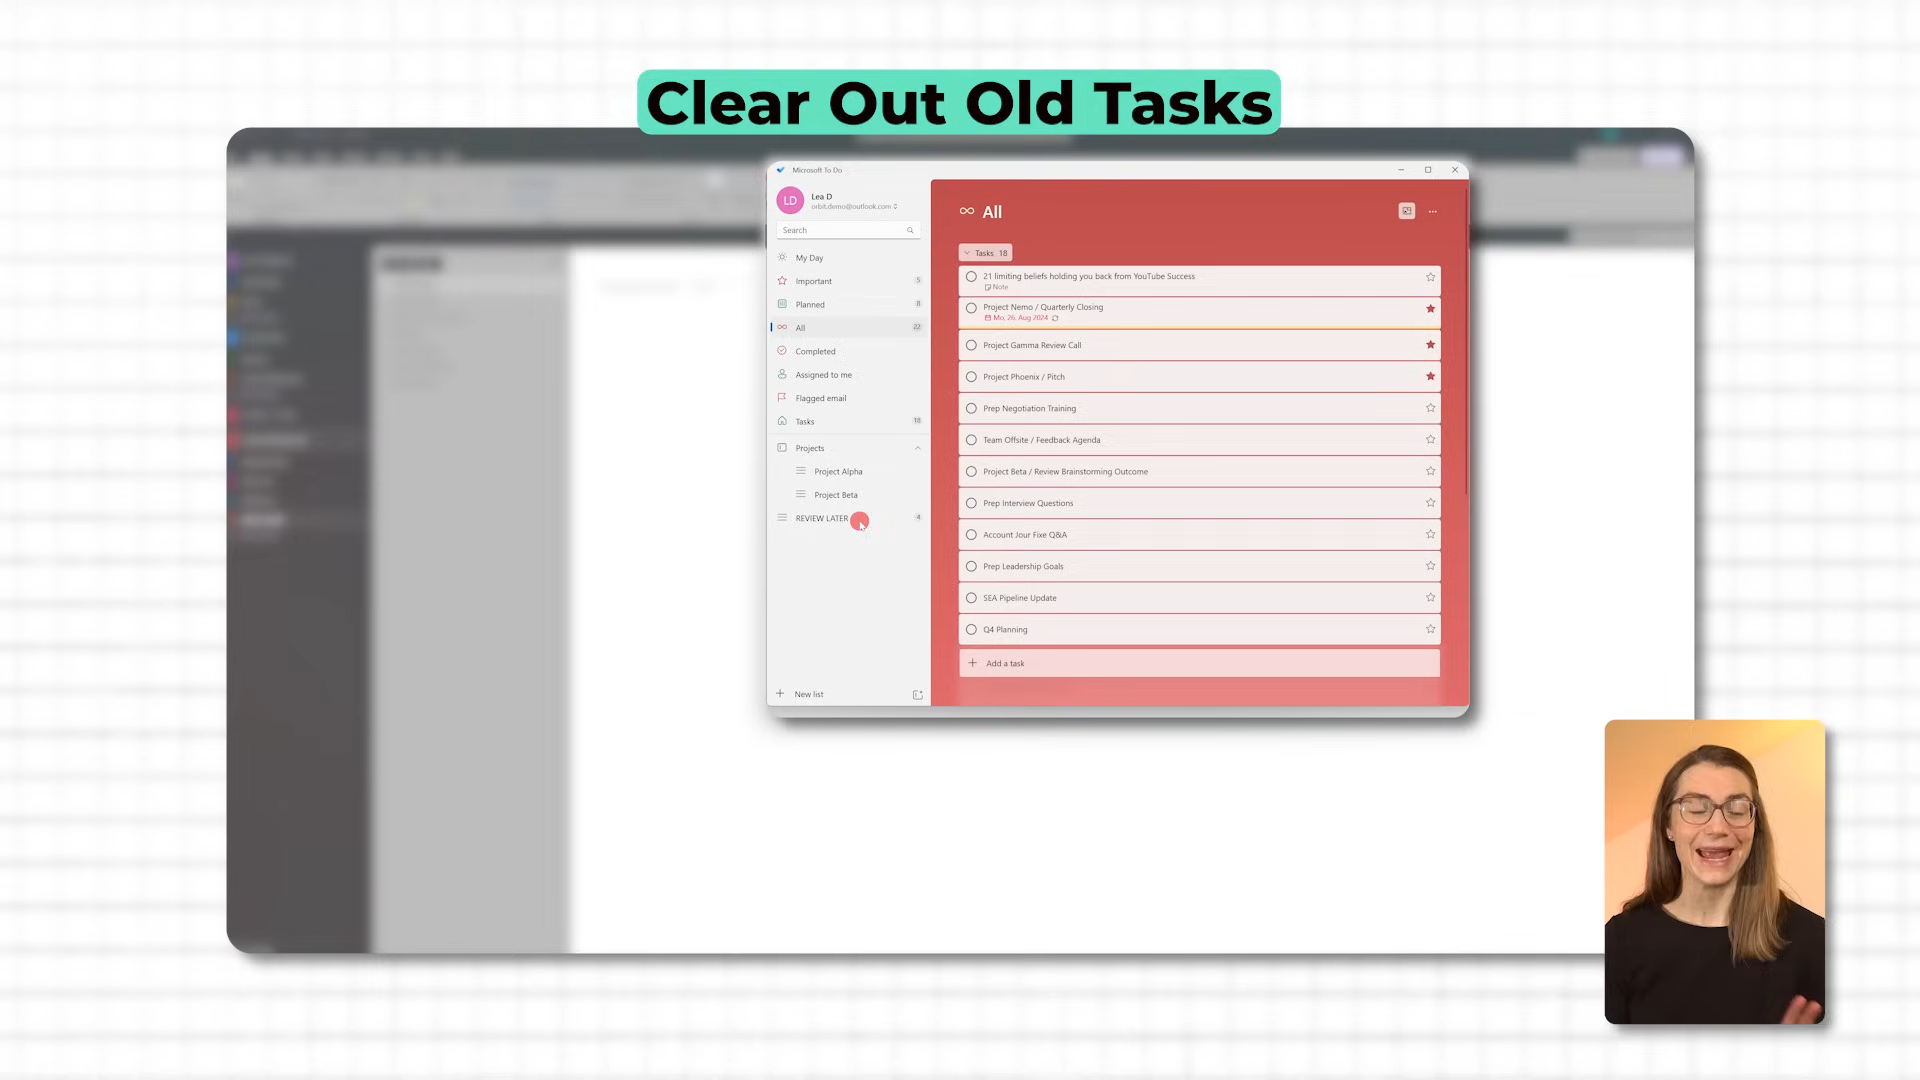 Clear Out Old Tasks
Microsoft To Do
LD
Lea D
orbit.demo@outlook.com
Search
My Day
Important 5
Planned 8
All 22
Completed
Assigned to me
Flagged email
Tasks 18
Projects
Project Alpha
Project Beta
REVIEW LATER 4
New list
All
Tasks 18
21 limiting beliefs holding you back from YouTube Success
Note
Project Nemo / Quarterly Closing
Mo, 26. Aug 2024
Project Gamma Review Call
Project Phoenix / Pitch
Prep Negotiation Training
Team Offsite / Feedback Agenda
Project Beta / Review Brainstorming Outcome
Prep Interview Questions
Account Jour Fixe Q&A
Prep Leadership Goals
SEA Pipeline Update
Q4 Planning
Add a task